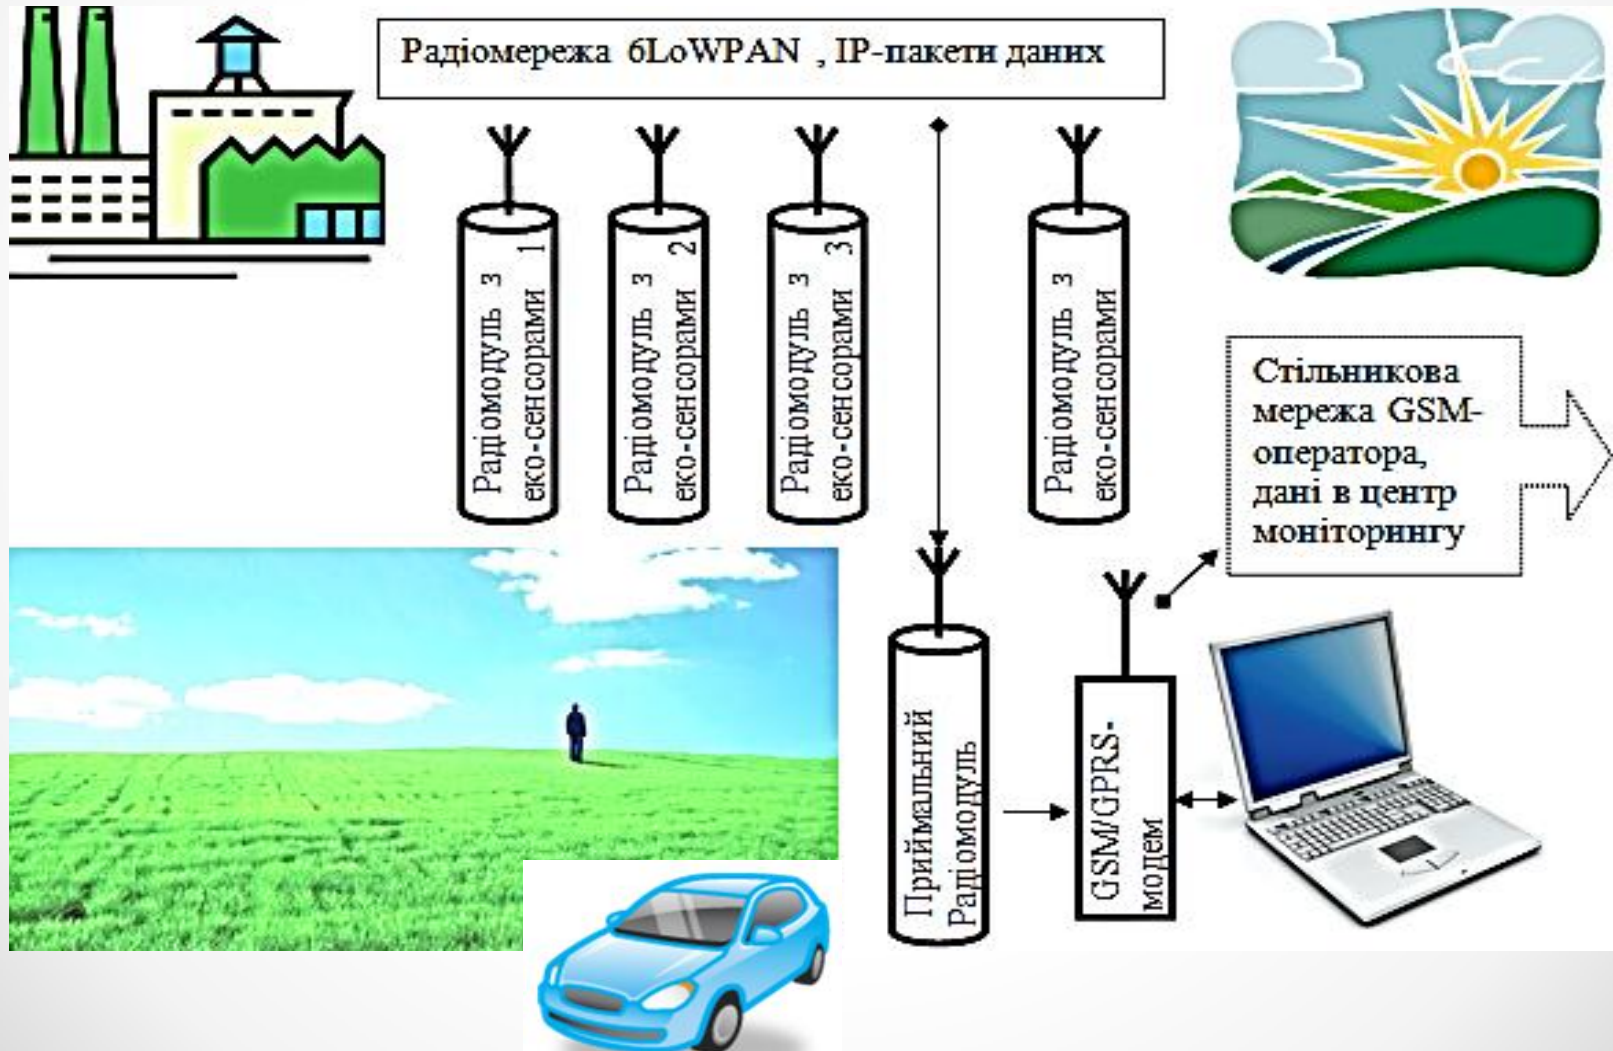 Радіомережа 6LoWPAN , IP-пакети даних
Радіомодуль з
еко-сенсорами 1
Радіомодуль з
еко-сенсорами 2
Радіомодуль з
еко-сенсорами 3
Радіомодуль з
еко-сенсорами
Стільникова
мережа GSM-
оператора,
дані в центр
моніторингу
Приймальний
Радіомодуль
GSM/GPRS-
модем